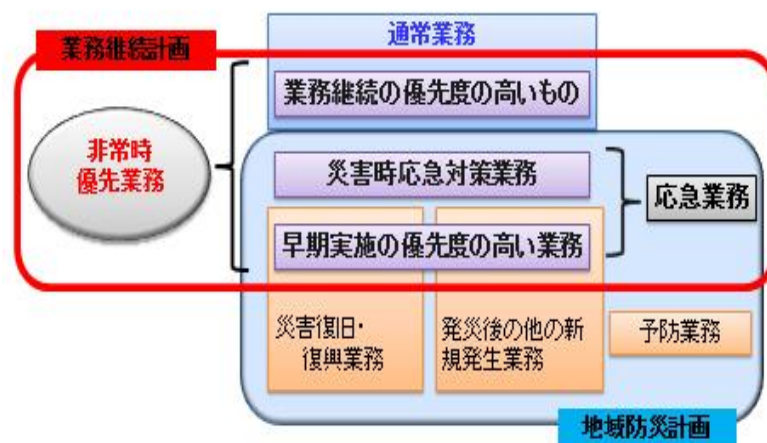 業務継続計画
通常業務
業務継続の優先度の高いもの
非常時
優先業務
災害時応急対策業務
応急業務
早期実施の優先度の高い業務
災害復旧・
復興業務
発災後の他の新
規発生業務
予防業務
地域防災計画